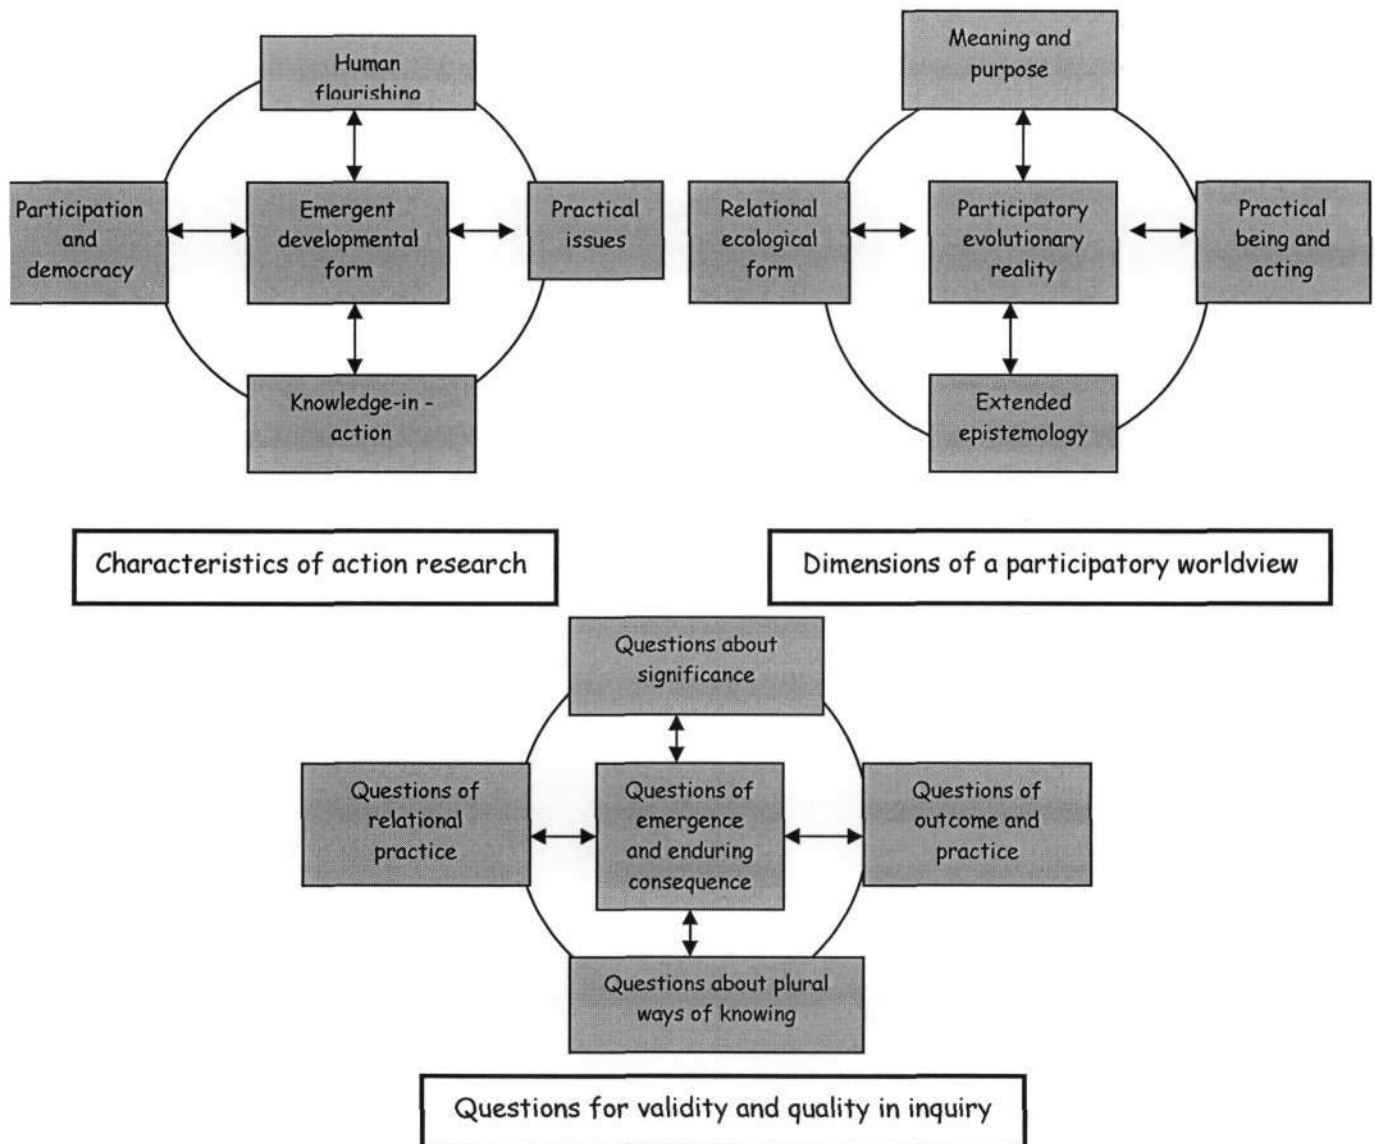 Human
flourishing
Participation
and
democracy
Emergent
developmental
form
Practical
issues
Knowledge-in -
action
Characteristics of action research
Meaning and
purpose
Relational
ecological
form
Participatory
evolutionary
reality
Practical
being and
acting
Extended
epistemology
Dimensions of a participatory worldview
Questions about
significance
Questions of
relational
practice
Questions of
emergence
and enduring
consequence
Questions of
outcome and
practice
Questions about plural
ways of knowing
Questions for validity and quality in inquiry